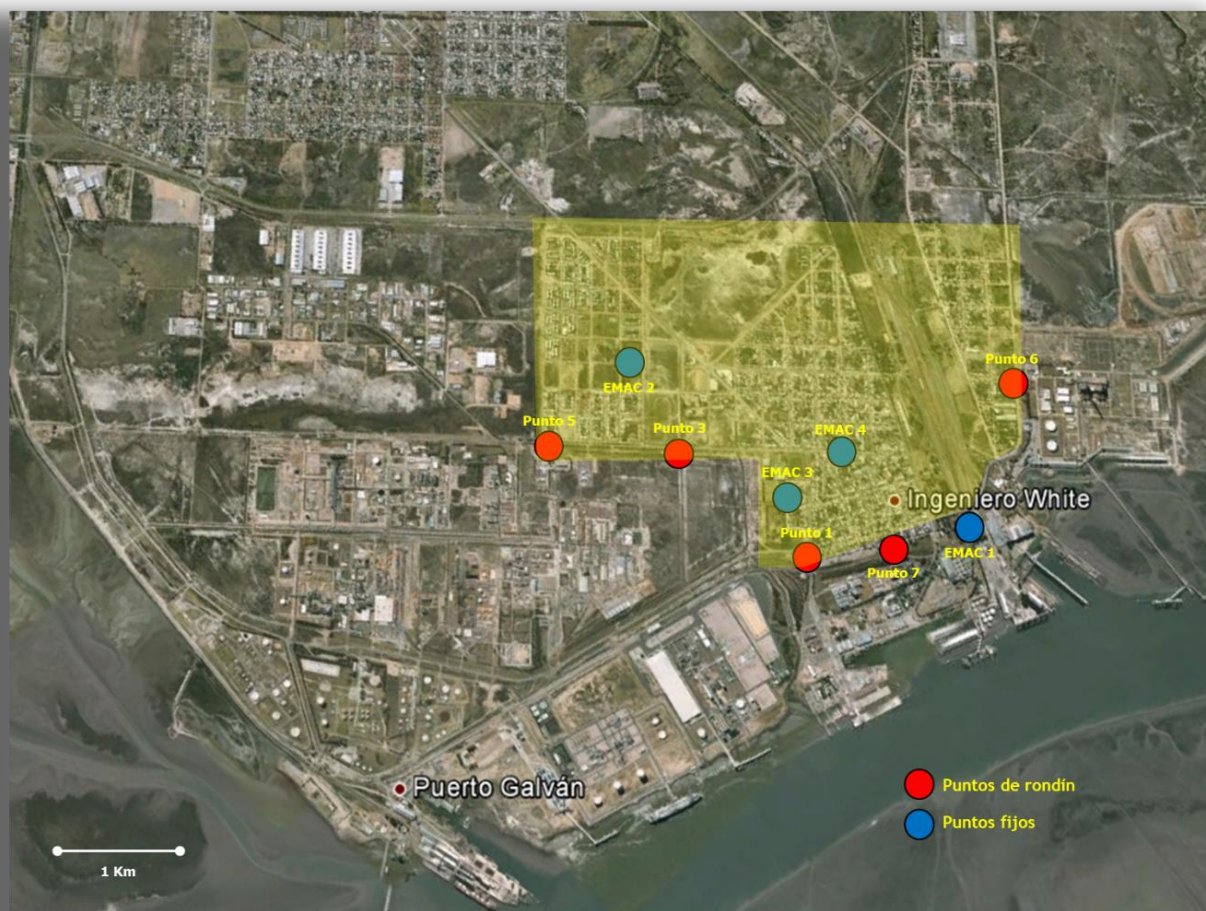 Punto 6
EMAC 2
Punto 5
Punto 3
EMAC 4
EMAC 3
Ingeniero White
Punto 1
EMAC 1
Punto 7
Puerto Galván
Puntos de rondín
Puntos fijos
1 Km